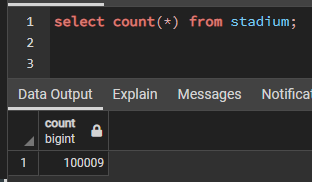 1 select count(*) from stadium;
2
3
Data Output Explain Messages Notificat
count
bigint
1 100009